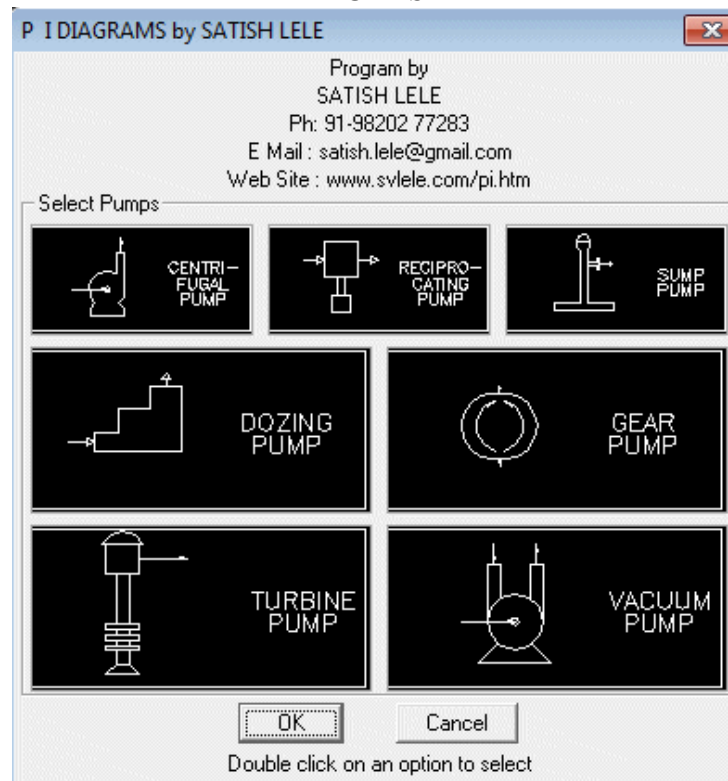 P I DIAGRAMS by SATISH LELE
Program by
SATISH LELE
Ph: 91-98202 77283
E Mail : satish.lele@gmail.com
Web Site : www.svlele.com/pi.htm
Select Pumps
CENTRI-
FUGAL
PUMP
RECIPRO-
CATING
PUMP
SUMP
PUMP
DOZING
PUMP
GEAR
PUMP
TURBINE
PUMP
VACUUM
PUMP
OK
Cancel
Double click on an option to select